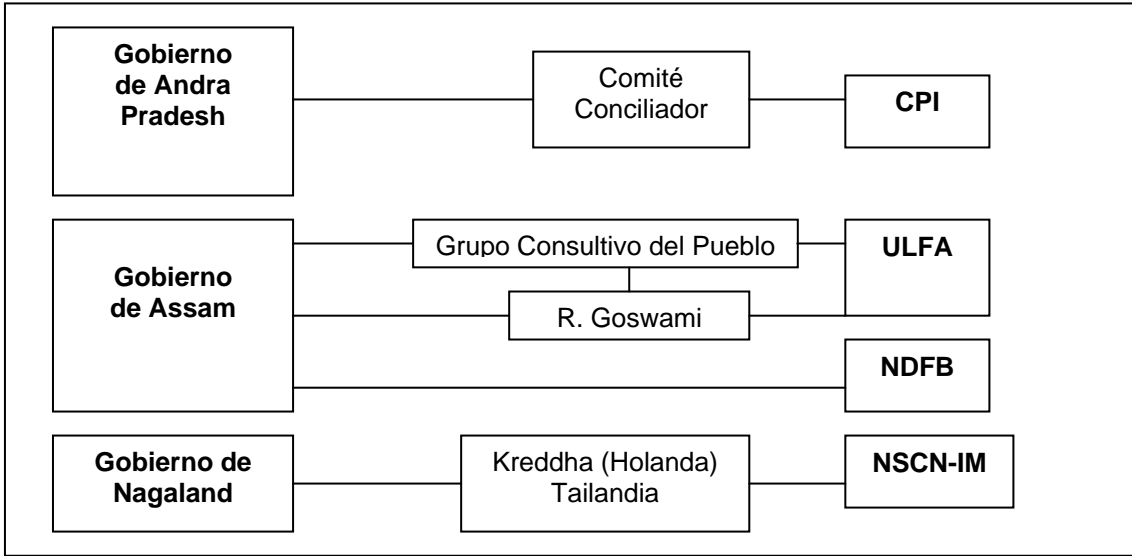 Gobierno
de Andra
Pradesh
Comité
Conciliador
CPI
Gobierno
de Assam
Grupo Consultivo del Pueblo
R. Goswami
ULFA
NDFB
Gobierno de
Nagaland
Kreddha (Holanda)
Tailandia
NSCN-IM